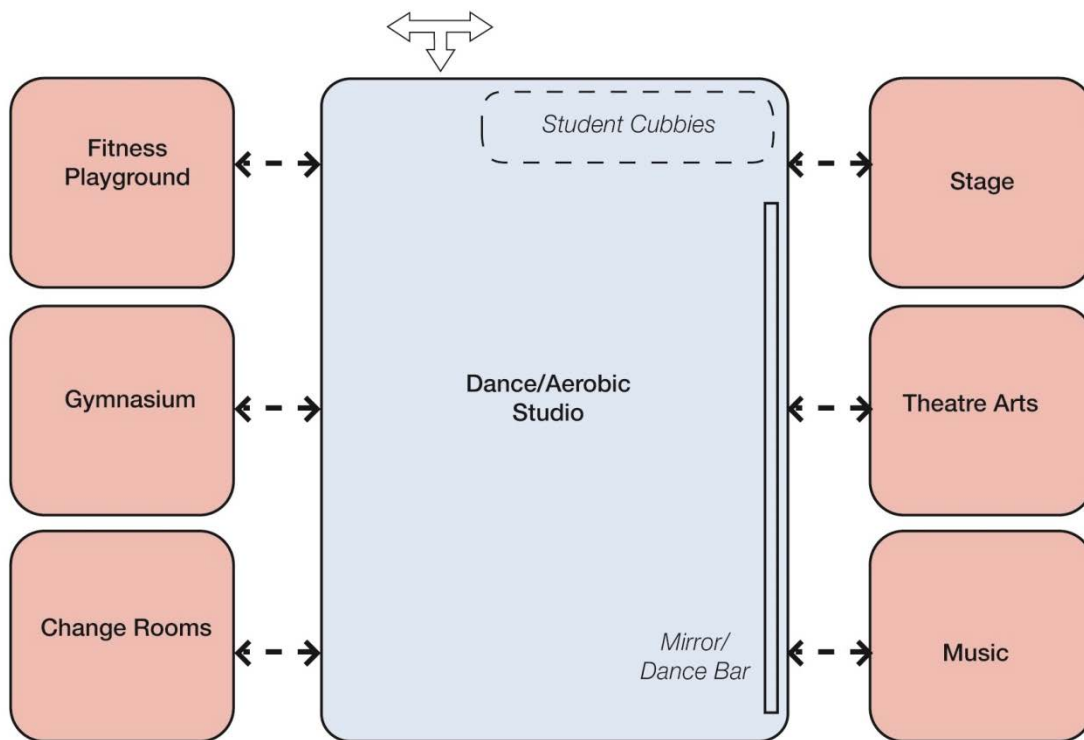 Fitness
Playground
Gymnasium
Change Rooms
Student Cubbies
Dance/Aerobic
Studio
Mirror/
Dance Bar
Stage
Theatre Arts
Music